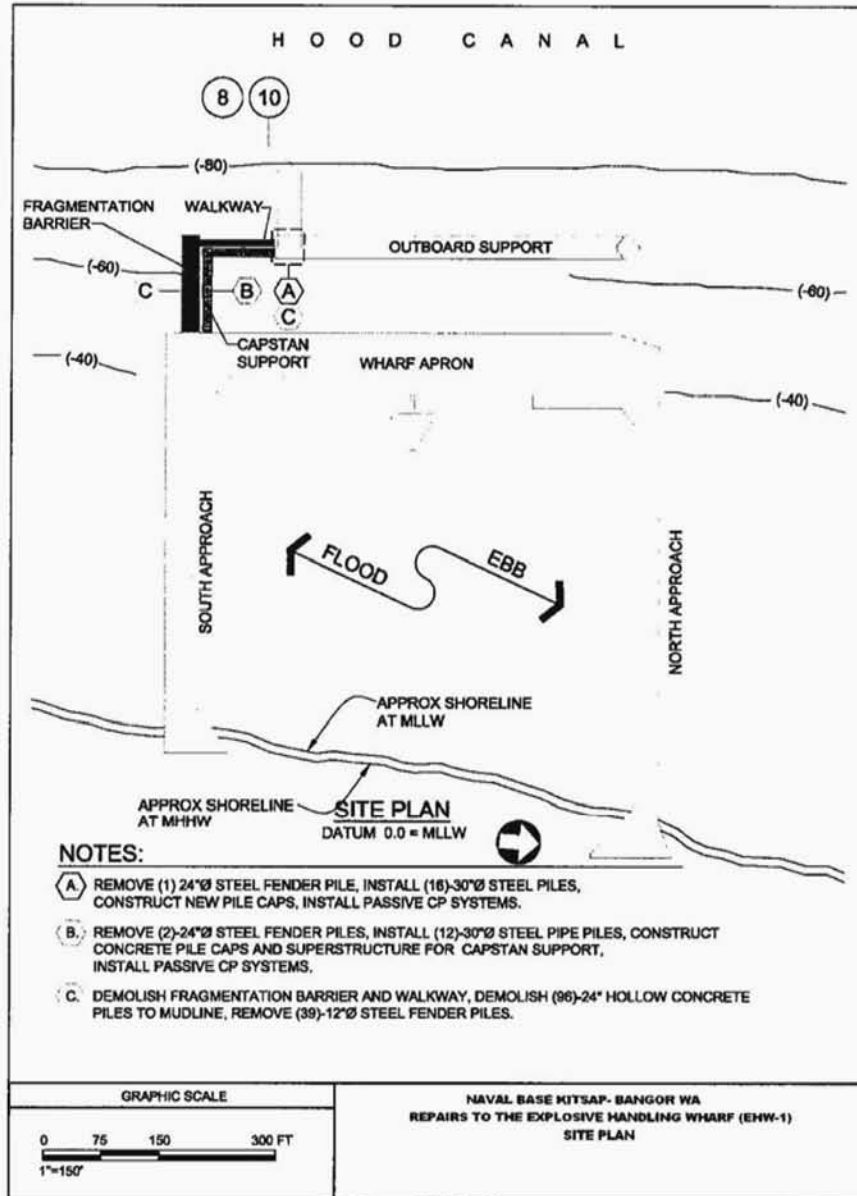 HOOD CANAL
8 10
(-80)
FRAGMENTATION
BARRIER
WALKWAY
OUTBOARD SUPPORT
(-60)
C
B
A
C
(-60)
CAPSTAN
SUPPORT
WHARF APRON
(-40)
(-40)
SOUTH APPROACH
FLOOD
EBB
NORTH APPROACH
APPROX SHORELINE
AT MLLW
APPROX SHORELINE
AT MHHW
SITE PLAN
DATUM 0.0 = MLLW
NOTES:
A. REMOVE (1) 24"Ø STEEL FENDER PILE, INSTALL (16)-30"Ø STEEL PILES,
CONSTRUCT NEW PILE CAPS, INSTALL PASSIVE CP SYSTEMS.
B. REMOVE (2)-24"Ø STEEL FENDER PILES, INSTALL (12)-30"Ø STEEL PIPE PILES, CONSTRUCT
CONCRETE PILE CAPS AND SUPERSTRUCTURE FOR CAPSTAN SUPPORT,
INSTALL PASSIVE CP SYSTEMS.
C. DEMOLISH FRAGMENTATION BARRIER AND WALKWAY, DEMOLISH (96)-24" HOLLOW CONCRETE
PILES TO MUDLINE, REMOVE (39)-12"Ø STEEL FENDER PILES.
GRAPHIC SCALE
0 75 150 300 FT
1"=150'
NAVAL BASE KITSAP- BANGOR WA
REPAIRS TO THE EXPLOSIVE HANDLING WHARF (EHW-1)
SITE PLAN